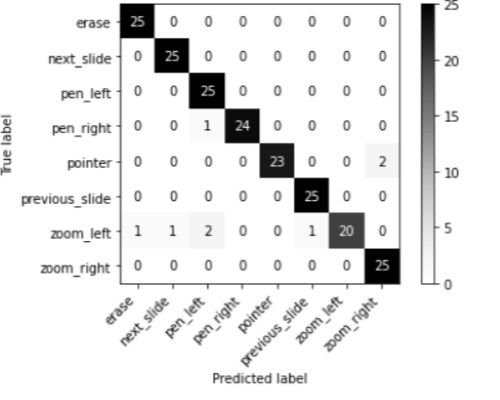 erase 25 0 0 0 0 0 0 0
next_slide 0 25 0 0 0 0 0 0
pen_left 0 0 25 0 0 0 0 0
pen_right 0 0 1 24 0 0 0 0
pointer 0 0 0 0 23 0 0 2
previous_slide 0 0 0 0 0 25 0 0
zoom_left 1 1 2 0 0 1 20 0
zoom_right 0 0 0 0 0 0 0 25
True label
erase
next_slide
pen_left
pen_right
pointer
previous_slide
zoom_left
zoom_right
Predicted label
25
20
15
10
5
0